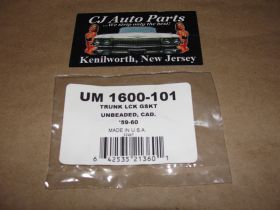 CJ Auto Parts
...We strip only the best!
Kenilworth, New Jersey
UM 1600-101
TRUNK LCK GSKT
UNBEADED, CAD.
'59-60
MADE IN U.S.A.
6 42535 21360 1